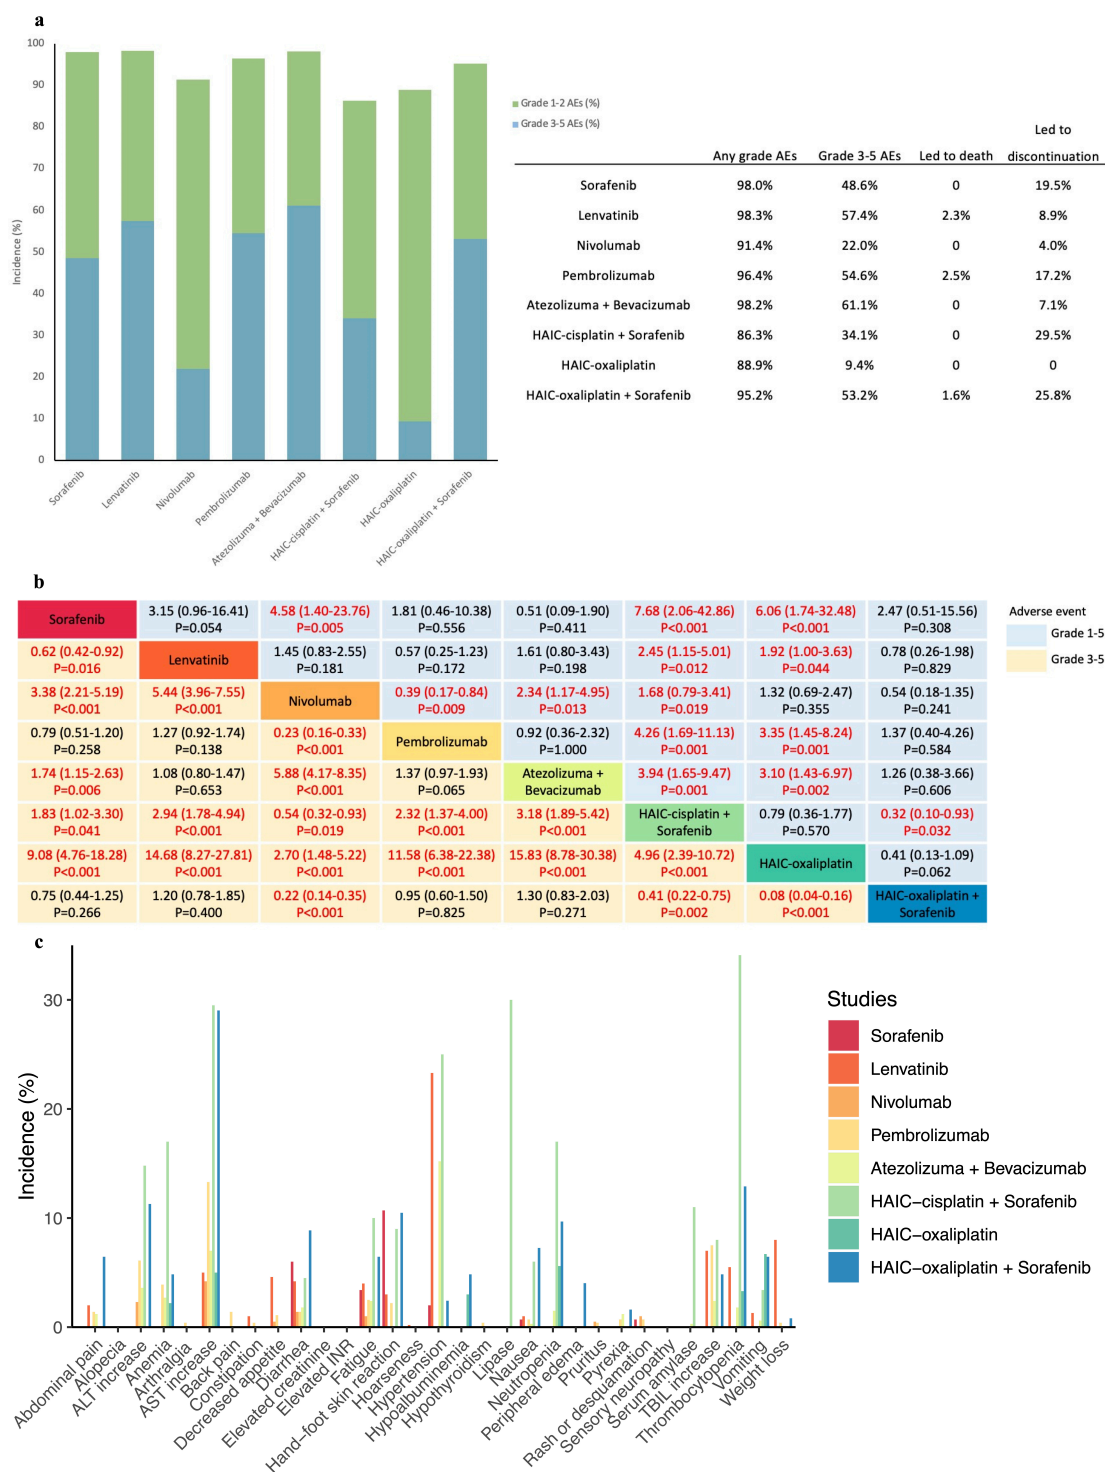 a
100
90
80
70
60
50
40
30
20
10
0
Incidence (%)
Sorafenib
Lenvatinib
Nivolumab
Pembrolizumab
Atezolizuma + Bevacizumab
HAIC-cisplatin + Sorafenib
HAIC-oxaliplatin
HAIC-oxaliplatin + Sorafenib
Grade 1-2 AEs (%)
Grade 3-5 AEs (%)
Led to
Any grade AEs Grade 3-5 AEs Led to death discontinuation
Sorafenib 98.0% 48.6% 0 19.5%
Lenvatinib 98.3% 57.4% 2.3% 8.9%
Nivolumab 91.4% 22.0% 0 4.0%
Pembrolizumab 96.4% 54.6% 2.5% 17.2%
Atezolizuma + Bevacizumab 98.2% 61.1% 0 7.1%
HAIC-cisplatin + Sorafenib 86.3% 34.1% 0 29.5%
HAIC-oxaliplatin 88.9% 9.4% 0 0
HAIC-oxaliplatin + Sorafenib 95.2% 53.2% 1.6% 25.8%
b
Sorafenib 3.15 (0.96-16.41) 4.58 (1.40-23.76) 1.81 (0.46-10.38) 0.51 (0.09-1.90) 7.68 (2.06-42.86) 6.06 (1.74-32.48) 2.47 (0.51-15.56)
P=0.054 P=0.005 P=0.556 P=0.411 P<0.001 P<0.001 P=0.308
0.62 (0.42-0.92) Lenvatinib 1.45 (0.83-2.55) 0.57 (0.25-1.23) 1.61 (0.80-3.43) 2.45 (1.15-5.01) 1.92 (1.00-3.63) 0.78 (0.26-1.98)
P=0.016 P=0.181 P=0.172 P=0.198 P=0.012 P=0.044 P=0.829
3.38 (2.21-5.19) 5.44 (3.96-7.55) Nivolumab 0.39 (0.17-0.84) 2.34 (1.17-4.95) 1.68 (0.79-3.41) 1.32 (0.69-2.47) 0.54 (0.18-1.35)
P<0.001 P<0.001 P=0.009 P=0.013 P=0.019 P=0.355 P=0.241
0.79 (0.51-1.20) 1.27 (0.92-1.74) 0.23 (0.16-0.33) Pembrolizumab 0.92 (0.36-2.32) 4.26 (1.69-11.13) 3.35 (1.45-8.24) 1.37 (0.40-4.26)
P=0.258 P=0.138 P<0.001 P=1.000 P=0.001 P=0.001 P=0.584
1.74 (1.15-2.63) 1.08 (0.80-1.47) 5.88 (4.17-8.35) 1.37 (0.97-1.93) Atezolizuma + 3.94 (1.65-9.47) 3.10 (1.43-6.97) 1.26 (0.38-3.66)
P=0.006 P=0.653 P<0.001 P=0.065 Bevacizumab P=0.001 P=0.002 P=0.606
1.83 (1.02-3.30) 2.94 (1.78-4.94) 0.54 (0.32-0.93) 2.32 (1.37-4.00) 3.18 (1.89-5.42) HAIC-cisplatin + 0.79 (0.36-1.77) 0.32 (0.10-0.93)
P=0.041 P<0.001 P=0.019 P<0.001 P<0.001 Sorafenib P=0.570 P=0.032
9.08 (4.76-18.28) 14.68 (8.27-27.81) 2.70 (1.48-5.22) 11.58 (6.38-22.38) 15.83 (8.78-30.38) 4.96 (2.39-10.72) HAIC-oxaliplatin 0.41 (0.13-1.09)
P<0.001 P<0.001 P<0.001 P<0.001 P<0.001 P<0.001 P=0.062
0.75 (0.44-1.25) 1.20 (0.78-1.85) 0.22 (0.14-0.35) 0.95 (0.60-1.50) 1.30 (0.83-2.03) 0.41 (0.22-0.75) 0.08 (0.04-0.16) HAIC-oxaliplatin +
P=0.266 P=0.400 P<0.001 P=0.825 P=0.271 P=0.002 P<0.001 Sorafenib
Adverse event
Grade 1-5
Grade 3-5
c
30
20
10
0
Incidence (%)
Abdominal pain
Alopecia
ALT increase
Anemia
Arthralgia
AST increase
Back pain
Constipation
Decreased appetite
Diarrhea
Elevated creatinine
Elevated INR
Fatigue
Hand−foot skin reaction
Hoarseness
Hypertension
Hypoalbuminemia
Hypothyroidism
Lipase
Nausea
Neutropenia
Peripheral edema
Pruritus
Pyrexia
Rash or desquamation
Sensory neuropathy
Serum amylase
TBIL increase
Thrombocytopenia
Vomiting
Weight loss
Studies
Sorafenib
Lenvatinib
Nivolumab
Pembrolizumab
Atezolizuma + Bevacizumab
HAIC−cisplatin + Sorafenib
HAIC−oxaliplatin
HAIC−oxaliplatin + Sorafenib